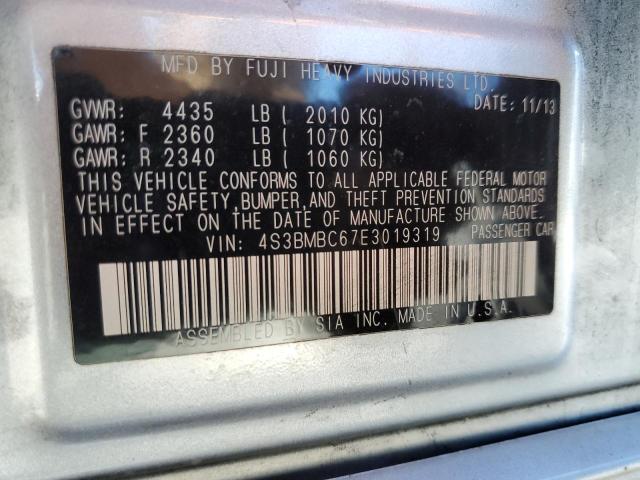 MFD BY FUJI HEAVY INDUSTRIES LTD.
GVWR: 4435 LB ( 2010 KG) DATE: 11/13
GAWR: F 2360 LB ( 1070 KG)
GAWR: R 2340 LB ( 1060 KG)
THIS VEHICLE CONFORMS TO ALL APPLICABLE FEDERAL MOTOR
VEHICLE SAFETY,BUMPER,AND THEFT PREVENTION STANDARDS
IN EFFECT ON THE DATE OF MANUFACTURE SHOWN ABOVE.
VIN: 4S3BMBC67E3019319 PASSENGER CAR
ASSEMBLED BY SIA INC. MADE IN U.S.A.